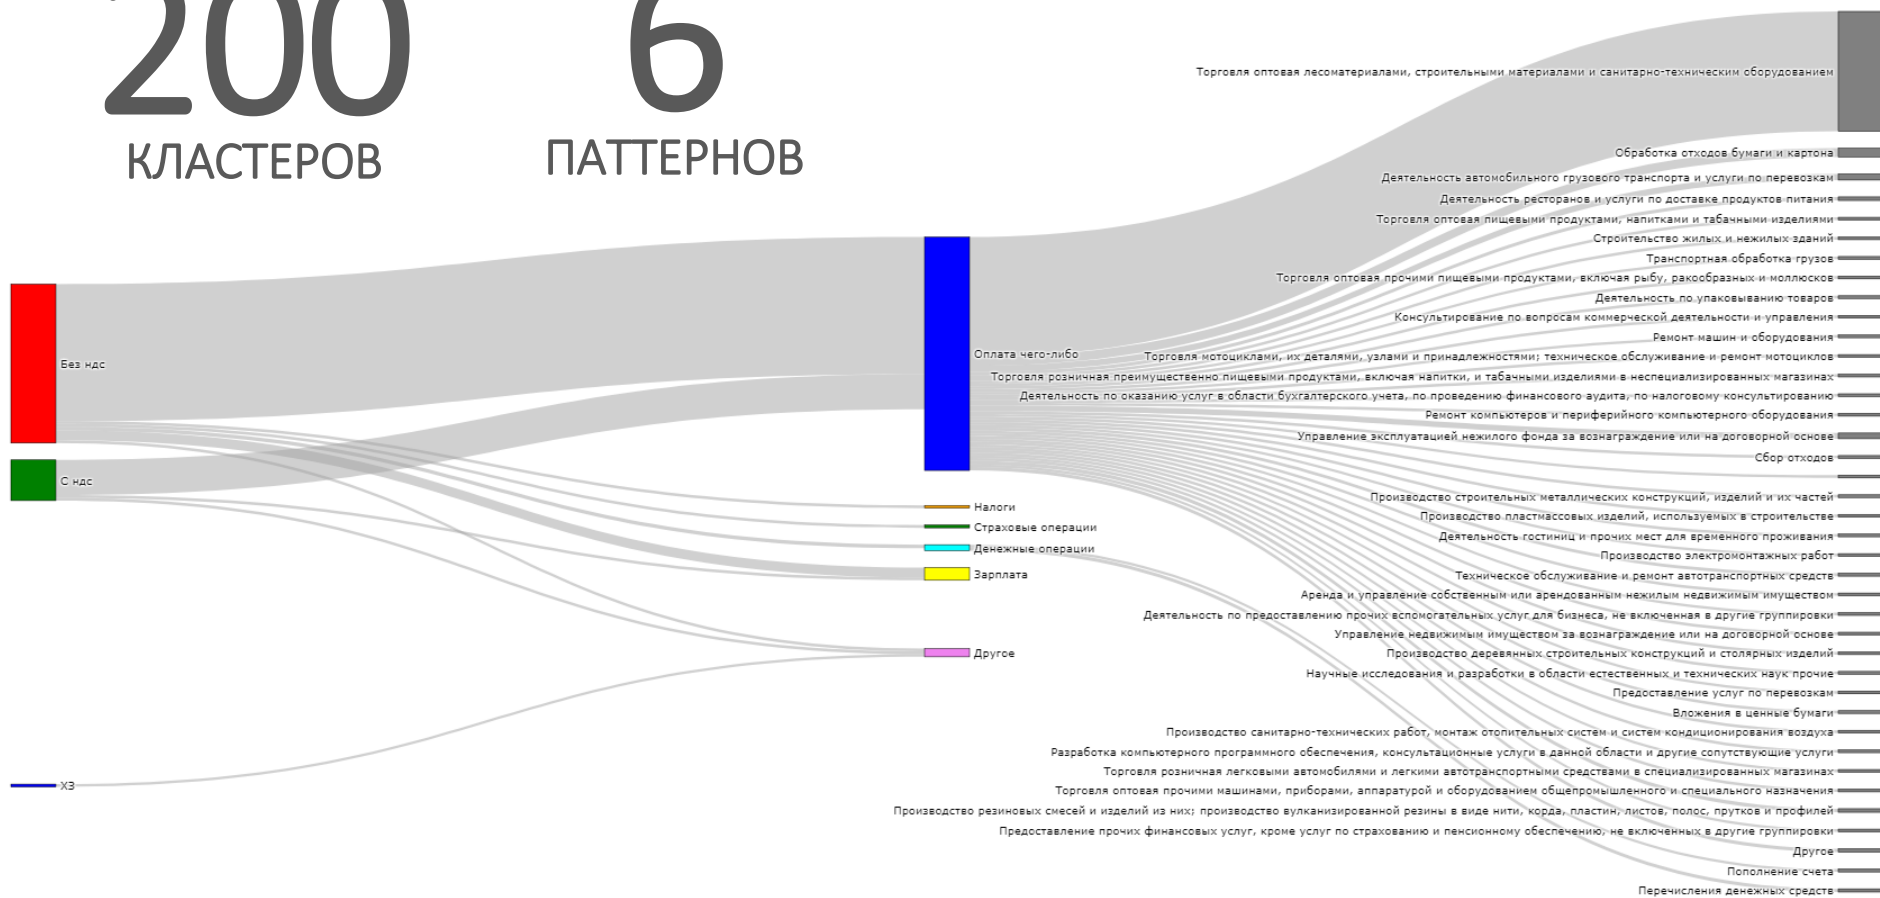 200
КЛАСТЕРОВ
6
ПАТТЕРНОВ
Без ндс
С ндс
ХЗ
Оплата чего-либо
Налоги
Страховые операции
Денежные операции
Зарплата
Другое
Торговля оптовая лесоматериалами, строительными материалами и санитарно-техническим оборудованием
Обработка отходов бумаги и картона
Деятельность автомобильного грузового транспорта и услуги по перевозкам
Деятельность ресторанов и услуги по доставке продуктов питания
Торговля оптовая пищевыми продуктами, напитками и табачными изделиями
Строительство жилых и нежилых зданий
Транспортная обработка грузов
Торговля оптовая прочими пищевыми продуктами, включая рыбу, ракообразных и моллюсков
Деятельность по упаковыванию товаров
Консультирование по вопросам коммерческой деятельности и управления
Ремонт машин и оборудования
Торговля мотоциклами, их деталями, узлами и принадлежностями; техническое обслуживание и ремонт мотоциклов
Торговля розничная преимущественно пищевыми продуктами, включая напитки, и табачными изделиями в неспециализированных магазинах
Деятельность по оказанию услуг в области бухгалтерского учета, по проведению финансового аудита, по налоговому консультированию
Ремонт компьютеров и периферийного компьютерного оборудования
Управление эксплуатацией нежилого фонда за вознаграждение или на договорной основе
Сбор отходов
Производство строительных металлических конструкций, изделий и их частей
Производство пластмассовых изделий, используемых в строительстве
Деятельность гостиниц и прочих мест для временного проживания
Производство электромонтажных работ
Техническое обслуживание и ремонт автотранспортных средств
Аренда и управление собственным или арендованным нежилым недвижимым имуществом
Деятельность по предоставлению прочих вспомогательных услуг для бизнеса, не включенная в другие группировки
Управление недвижимым имуществом за вознаграждение или на договорной основе
Производство деревянных строительных конструкций и столярных изделий
Научные исследования и разработки в области естественных и технических наук прочие
Предоставление услуг по перевозкам
Вложения в ценные бумаги
Производство санитарно-технических работ, монтаж отопительных систем и систем кондиционирования воздуха
Разработка компьютерного программного обеспечения, консультационные услуги в данной области и другие сопутствующие услуги
Торговля розничная легковыми автомобилями и легкими автотранспортными средствами в специализированных магазинах
Торговля оптовая прочими машинами, приборами, аппаратурой и оборудованием общепромышленного и специального назначения
Производство резиновых смесей и изделий из них; производство вулканизированной резины в виде нити, корда, пластин, листов, полос, прутков и профилей
Предоставление прочих финансовых услуг, кроме услуг по страхованию и пенсионному обеспечению, не включенных в другие группировки
Другое
Пополнение счета
Перечисления денежных средств